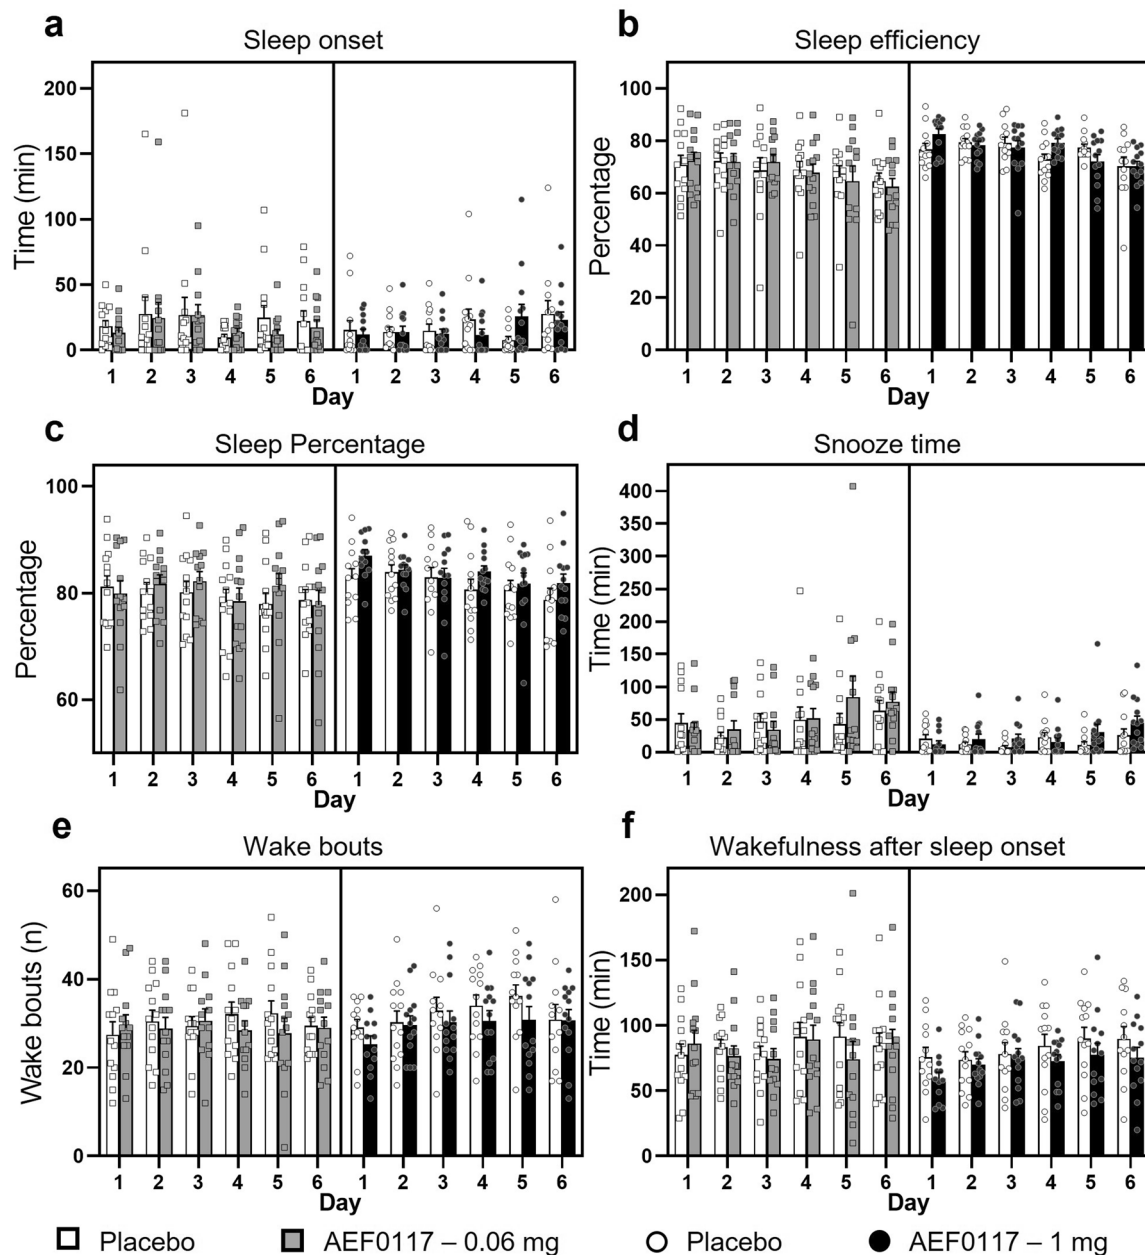 a
Sleep onset
Time (min)
200
150
100
50
0
1 2 3 4 5 6 1 2 3 4 5 6
Day
b
Sleep efficiency
Percentage
100
80
60
40
20
0
1 2 3 4 5 6 1 2 3 4 5 6
Day
c
Sleep Percentage
Percentage
100
80
60
1 2 3 4 5 6 1 2 3 4 5 6
Day
d
Snooze time
Time (min)
400
350
300
250
200
150
100
50
0
1 2 3 4 5 6 1 2 3 4 5 6
Day
e
Wake bouts
Wake bouts (n)
60
40
20
0
1 2 3 4 5 6 1 2 3 4 5 6
Day
f
Wakefulness after sleep onset
Time (min)
200
150
100
50
0
1 2 3 4 5 6 1 2 3 4 5 6
Day
Placebo AEF0117 – 0.06 mg Placebo AEF0117 – 1 mg